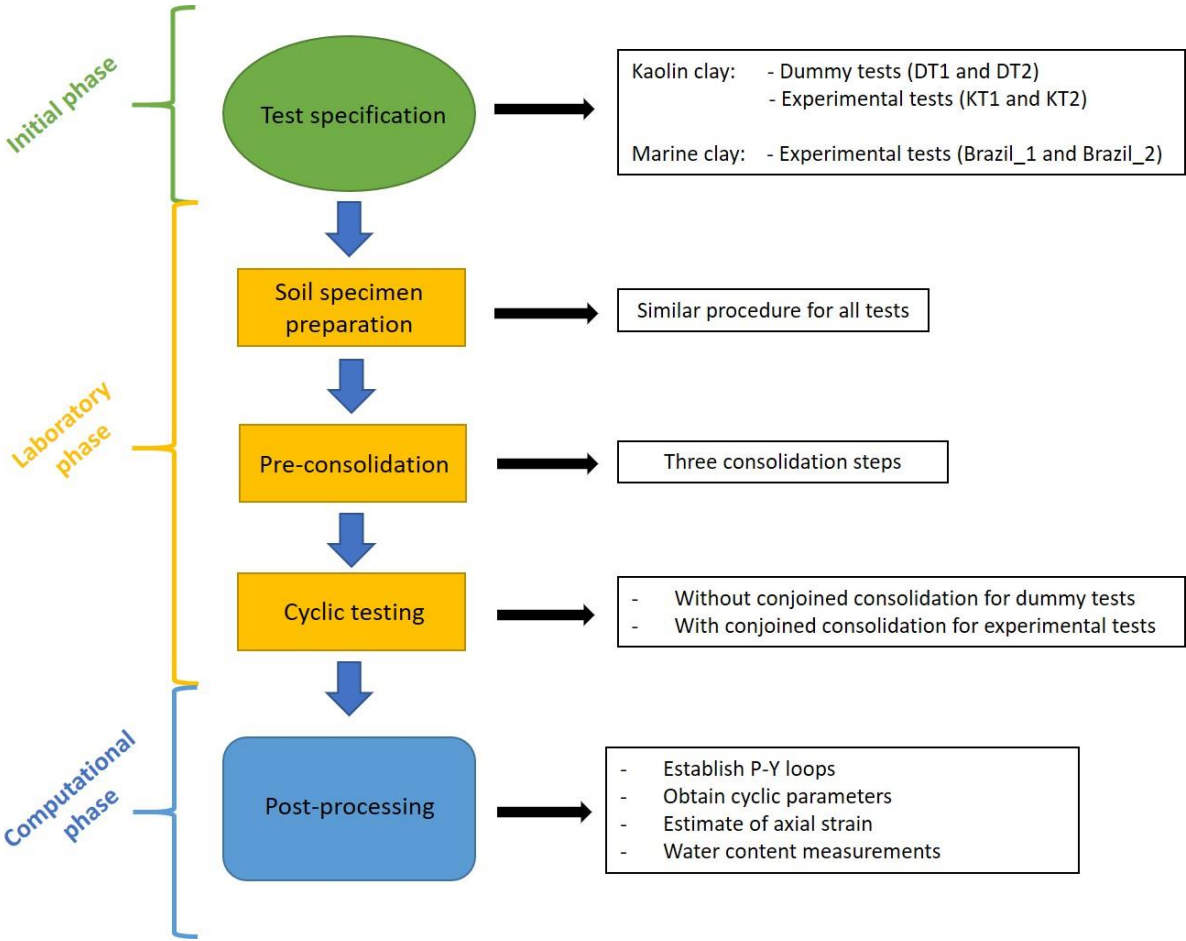 Initial phase
Test specification
Kaolin clay: - Dummy tests (DT1 and DT2)
- Experimental tests (KT1 and KT2)
Marine clay: - Experimental tests (Brazil_1 and Brazil_2)
Laboratory
phase
Soil specimen
preparation
Similar procedure for all tests
Pre-consolidation
Three consolidation steps
Cyclic testing
- Without conjoined consolidation for dummy tests
- With conjoined consolidation for experimental tests
Computational
phase
Post-processing
- Establish P-Y loops
- Obtain cyclic parameters
- Estimate of axial strain
- Water content measurements